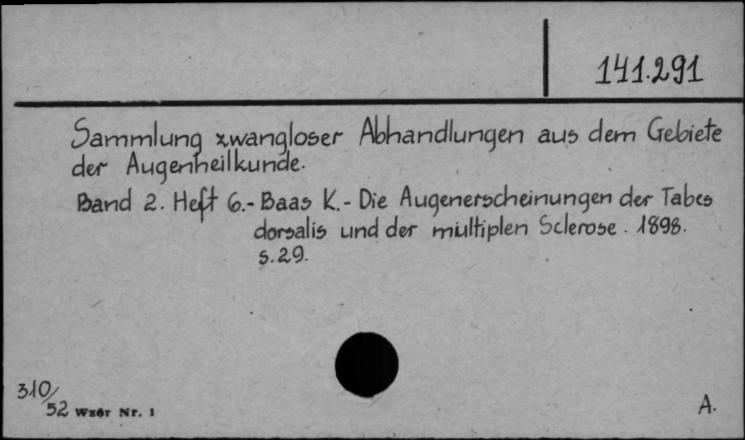 141.291
Sammlung zwangloser Abhandlungen aus dem Gebiete
der Augenheilkunde.
Band 2. Heft 6.- Baas K.- Die Augenerscheinungen der Tabes
dorsalis und der multiplen Sclerose. 1898.
s.29.
310/
52 Wzór Nr. 1
A.